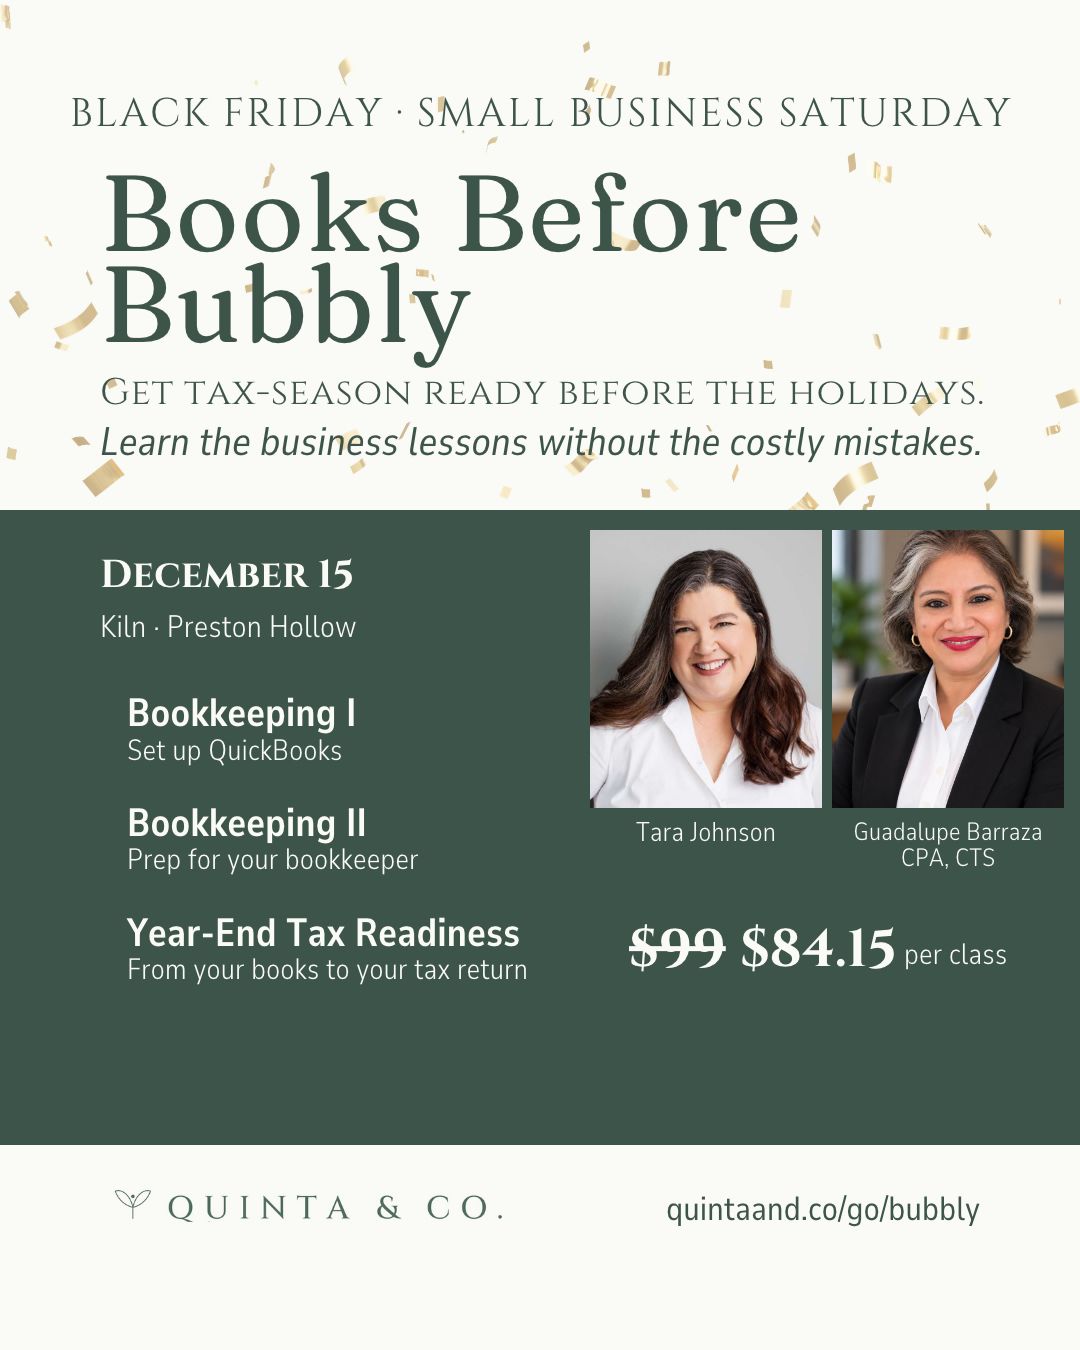 BLACK FRIDAY · SMALL BUSINESS SATURDAY
Books Before
Bubbly
GET TAX-SEASON READY BEFORE THE HOLIDAYS.
Learn the business lessons without the costly mistakes.
DECEMBER 15
Kiln · Preston Hollow
Bookkeeping I
Set up QuickBooks
Bookkeeping II
Prep for your bookkeeper
Year-End Tax Readiness
From your books to your tax return
Tara Johnson
Guadalupe Barraza
CPA, CTS
$99 $84.15 per class
QUINTA & CO.
quintaand.co/go/bubbly